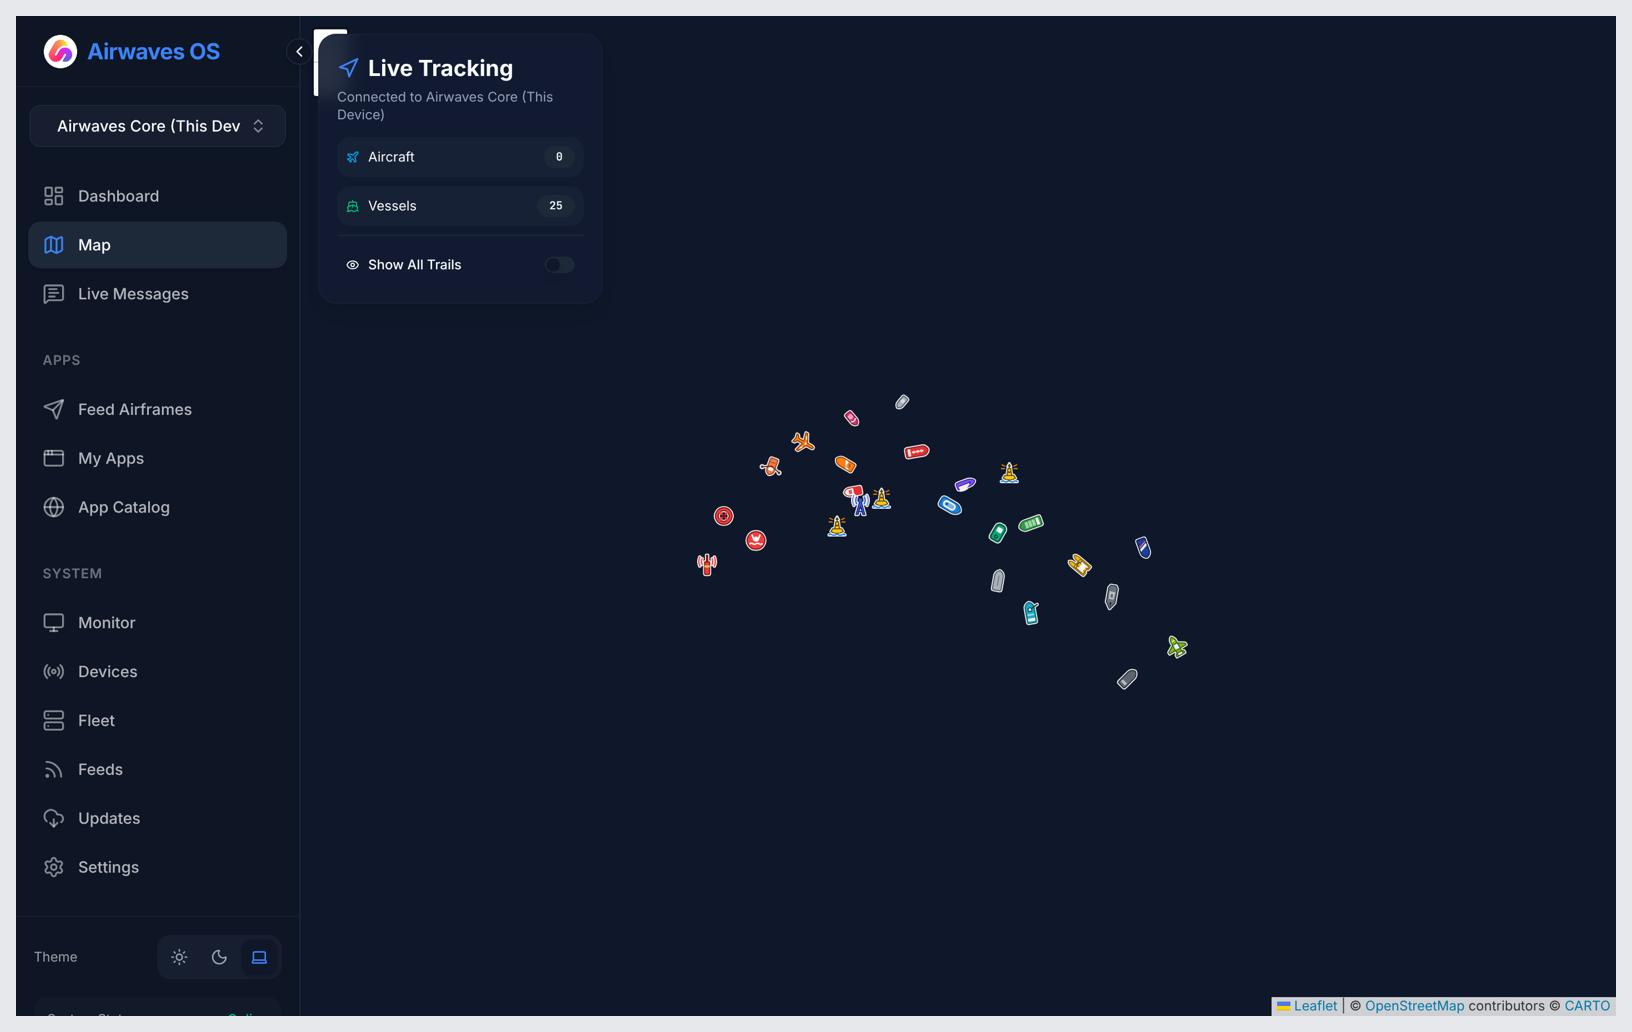 Airwaves OS
Airwaves Core (This Dev
Dashboard
Map
Live Messages
APPS
Feed Airframes
My Apps
App Catalog
SYSTEM
Monitor
Devices
Fleet
Feeds
Updates
Settings
Theme
Live Tracking
Connected to Airwaves Core (This
Device)
Aircraft 0
Vessels 25
Show All Trails
Leaflet | © OpenStreetMap contributors © CARTO